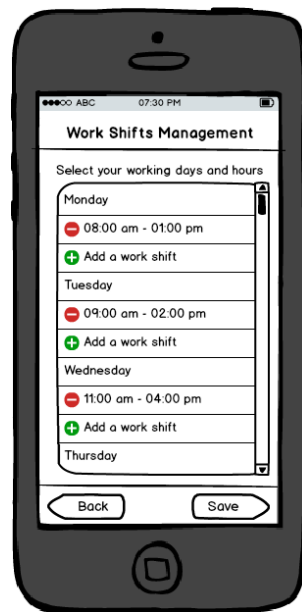 ABC 07:30 PM
Work Shifts Management
Select your working days and hours
Monday
08:00 am - 01:00 pm
Add a work shift
Tuesday
09:00 am - 02:00 pm
Add a work shift
Wednesday
11:00 am - 04:00 pm
Add a work shift
Thursday
Back Save